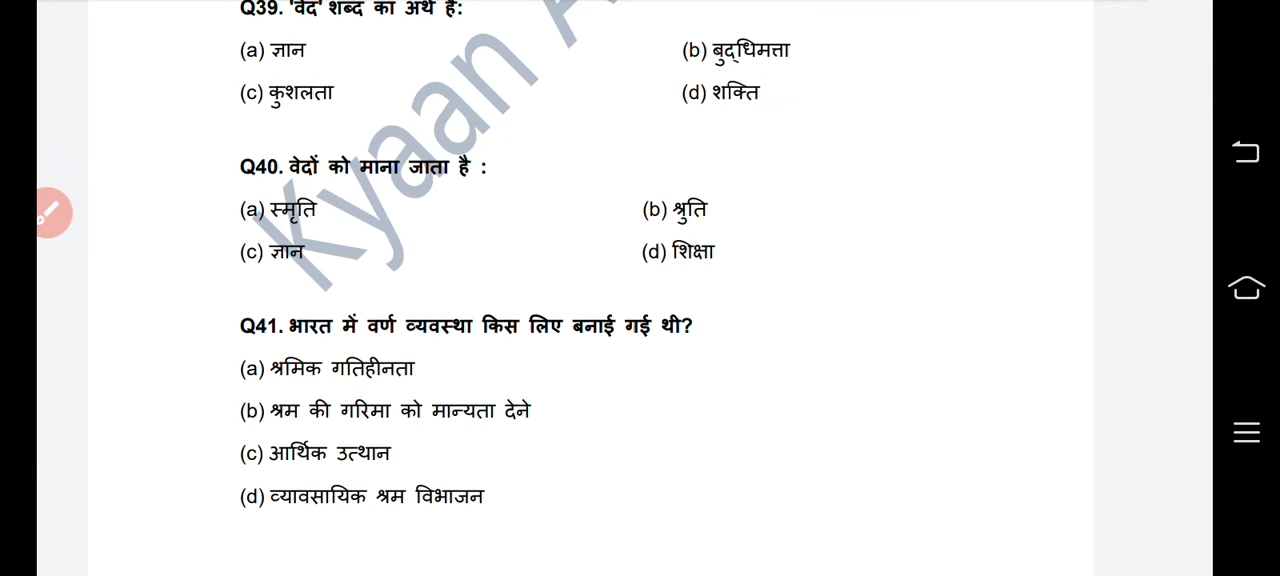 Q39. 'वेद' शब्द का अर्थ है:
(a) ज्ञान (b) बुद्धिमत्ता
(c) कुशलता (d) शक्ति
Q40. वेदों को माना जाता है :
(a) स्मृति (b) श्रुति
(c) ज्ञान (d) शिक्षा
Q41. भारत में वर्ण व्यवस्था किस लिए बनाई गई थी?
(a) श्रमिक गतिहीनता
(b) श्रम की गरिमा को मान्यता देने
(c) आर्थिक उत्थान
(d) व्यावसायिक श्रम विभाजन
Kyaan